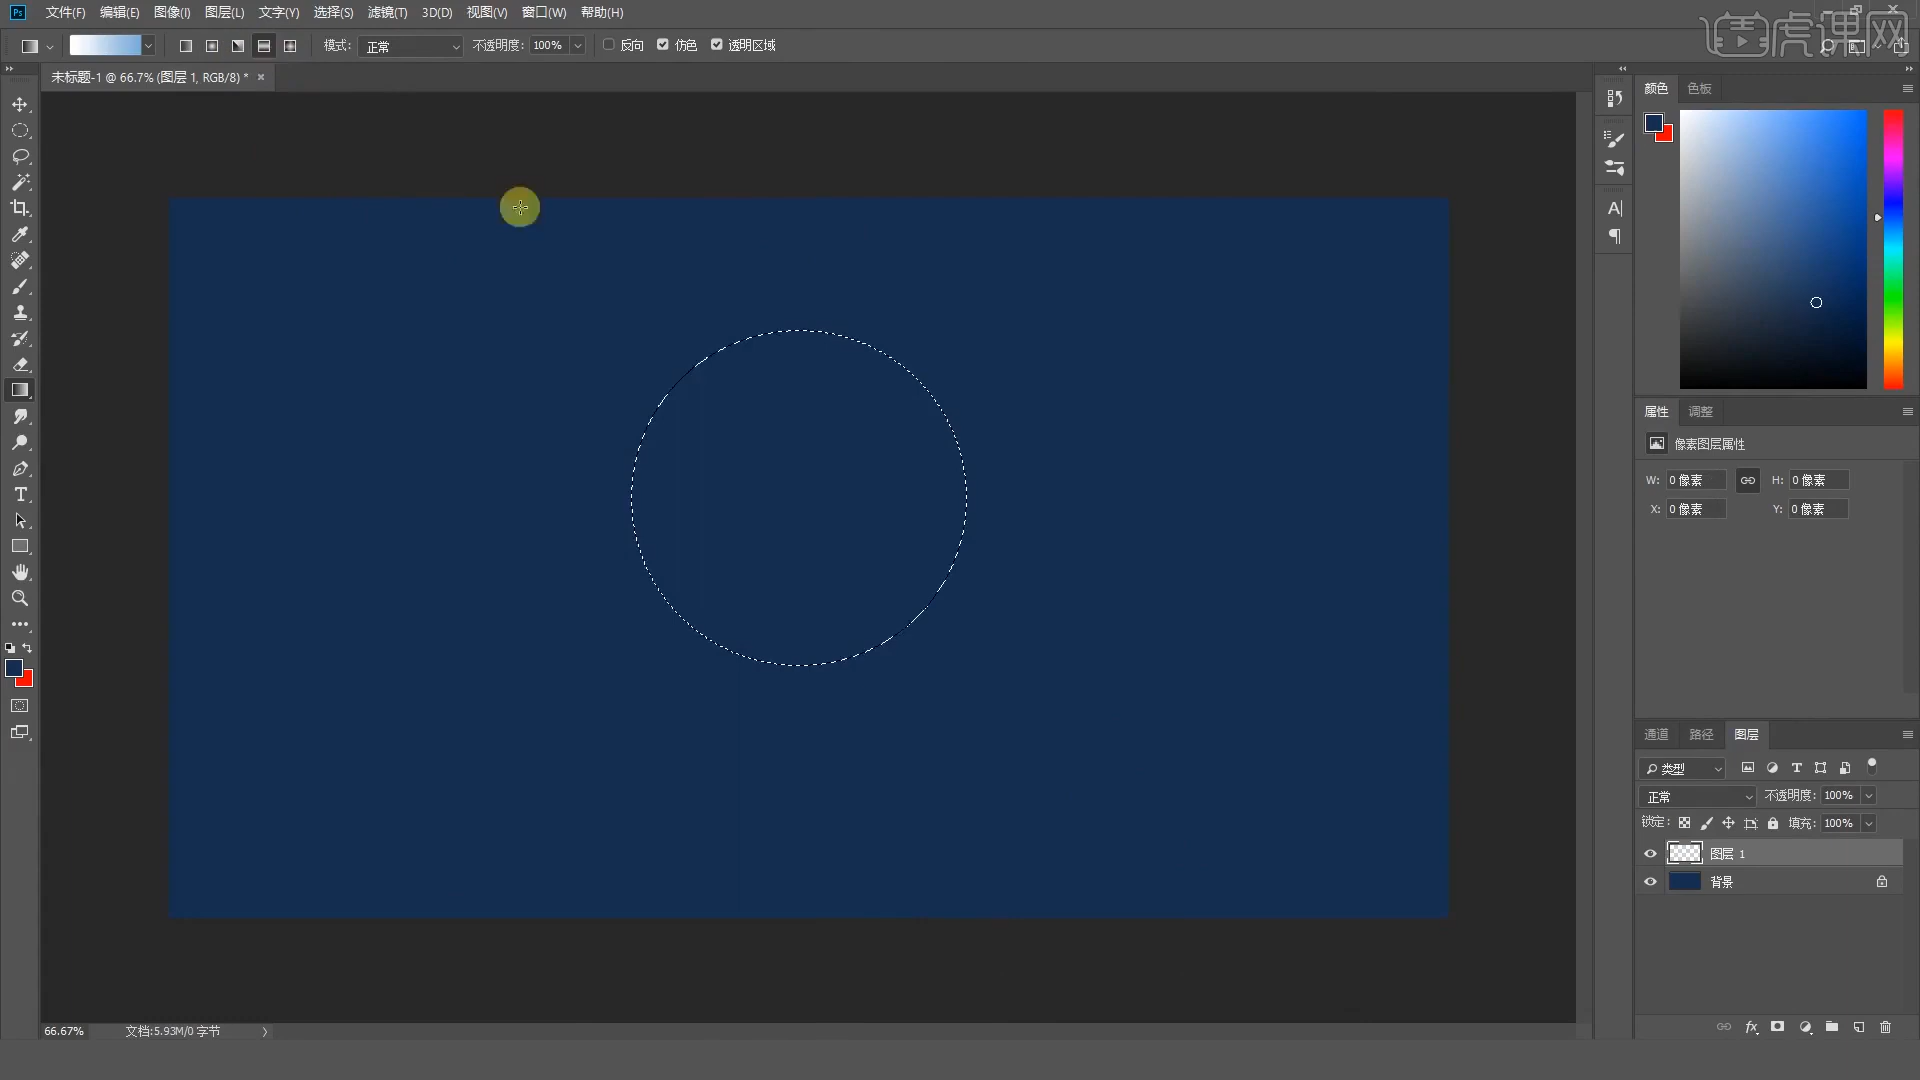 Ps 文件(F) 编辑(E) 图像(I) 图层(L) 文字(Y) 选择(S) 滤镜(T) 3D(D) 视图(V) 窗口(W) 帮助(H)
模式: 正常 不透明度: 100% 反向 仿色 透明区域
虎课网
未标题-1 @ 66.7% (图层 1, RGB/8) *
颜色 色板
属性 调整
像素图层属性
W: 0 像素 H: 0 像素
X: 0 像素 Y: 0 像素
通道 路径 图层
类型
正常 不透明度: 100%
锁定: 填充: 100%
图层 1
背景
fx
66.67% 文档:5.93M/0 字节